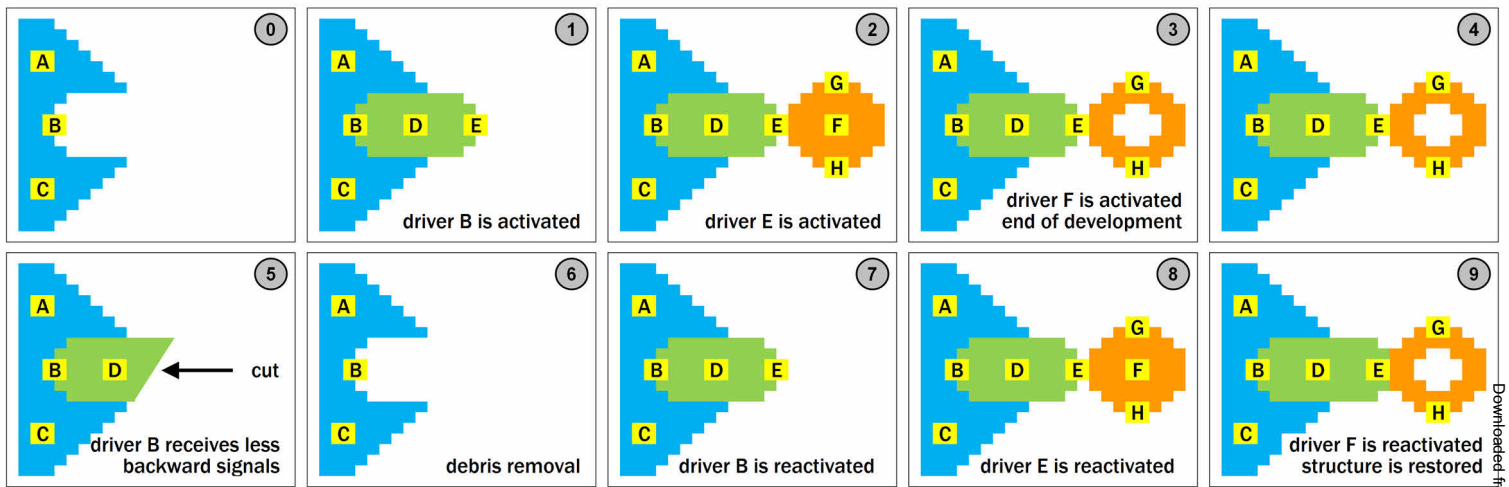 0
A
B
C
1
A
B D E
C
driver B is activated
2
A
G
B D E F
H
C
driver E is activated
3
A
G
B D E
H
C
driver F is activated
end of development
4
A
G
B D E
H
C
5
A
B D
cut
C
driver B receives less
backward signals
6
A
B
C
debris removal
7
A
B D E
C
driver B is reactivated
8
A
G
B D E F
H
C
driver E is reactivated
9
A
G
B D E
H
C
driver F is reactivated
structure is restored
Downloaded